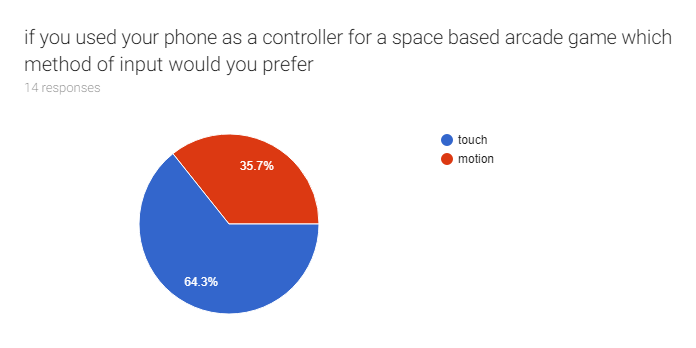 if you used your phone as a controller for a space based arcade game which
method of input would you prefer
14 responses
touch
motion
35.7%
64.3%